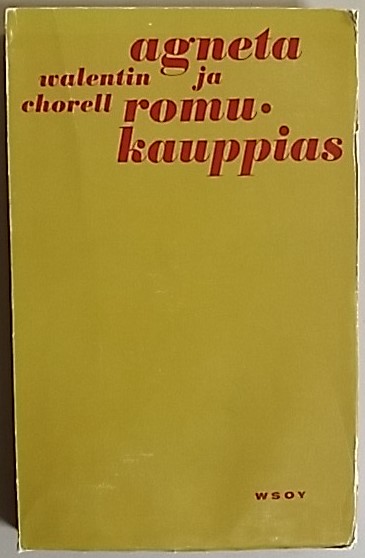 agneta
walentin ja
chorell romu-
kauppias
WSOY